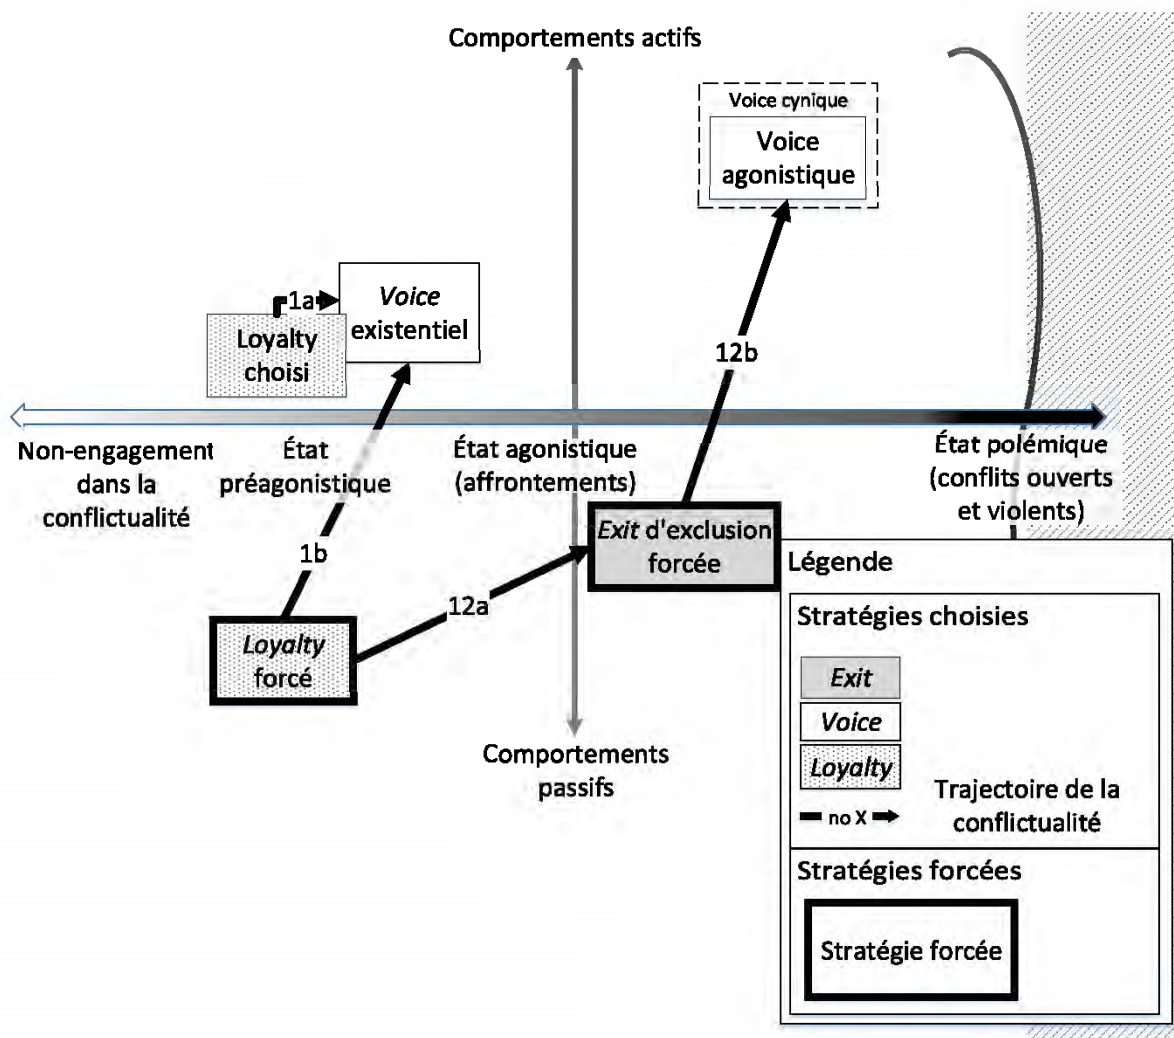 Comportements actifs
Voice cynique
Voice
agonistique
1a
Voice
existentiel
Loyalty
choisi
12b
Non-engagement
dans la
conflictualité
État
préagonistique
État agonistique
(affrontements)
État polémique
(conflits ouverts
et violents)
Exit d'exclusion
forcée
1b
12a
Loyalty
forcé
Comportements
passifs
Légende
Stratégies choisies
Exit
Voice
Loyalty
no X
Trajectoire de la
conflictualité
Stratégies forcées
Stratégie forcée